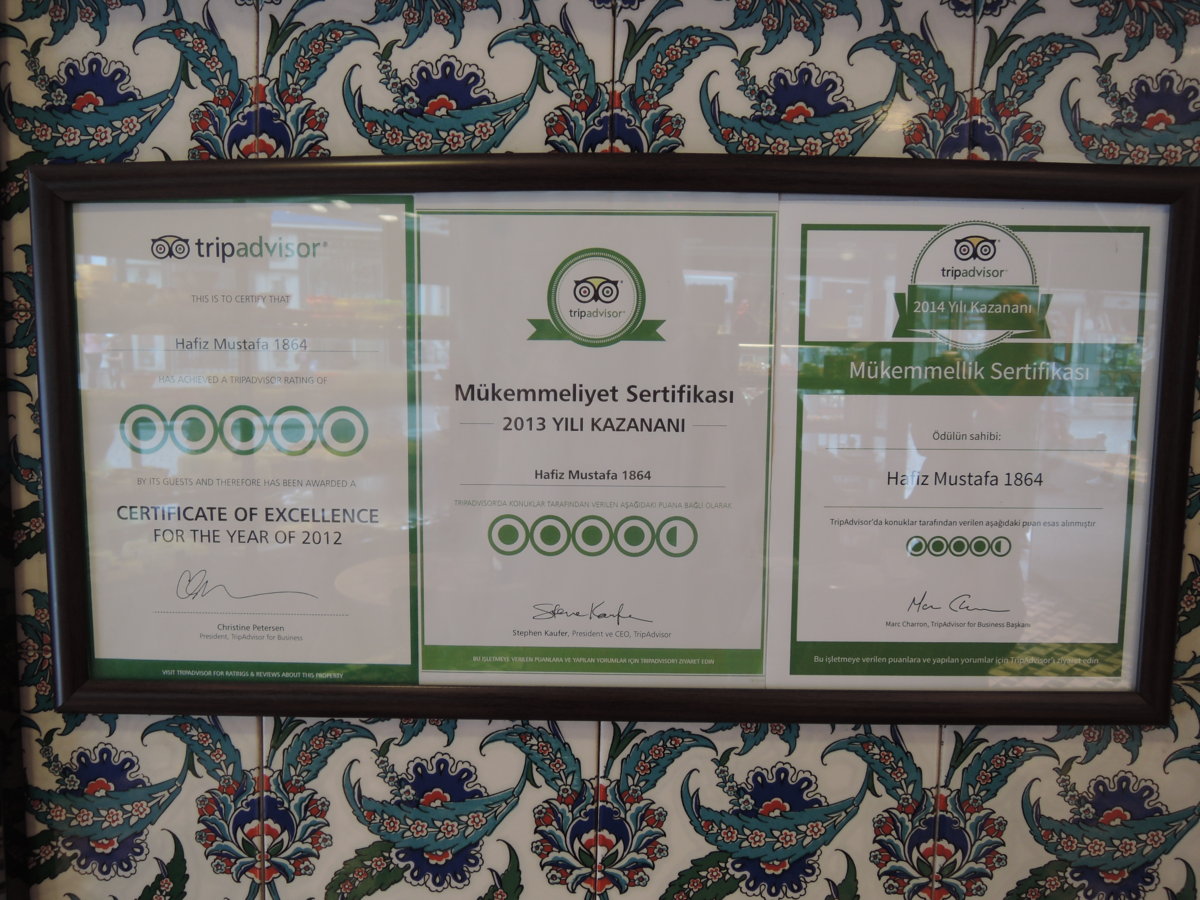 tripadvisor®
THIS IS TO CERTIFY THAT
Hafiz Mustafa 1864
HAS ACHIEVED A TRIPADVISOR RATING OF
BY ITS GUESTS AND THEREFORE HAS BEEN AWARDED A
CERTIFICATE OF EXCELLENCE
FOR THE YEAR OF 2012
Christine Petersen
President, TripAdvisor for Business
VISIT TRIPADVISOR FOR RATINGS & REVIEWS ABOUT THIS PROPERTY
tripadvisor®
Mükemmeliyet Sertifikası
2013 YILI KAZANANI
Hafiz Mustafa 1864
TRIPADVISOR'DA KONUKLAR TARAFINDAN VERİLEN AŞAĞIDAKİ PUANA BAĞLI OLARAK
Stephen Kaufer
Stephen Kaufer, President ve CEO, TripAdvisor
BU İŞLETMEYE VERİLEN PUANLARA VE YAPILAN YORUMLAR İÇİN TRIPADVISOR'I ZİYARET EDİN
tripadvisor®
2014 Yılı Kazananı
Mükemmellik Sertifikası
Ödülün sahibi:
Hafiz Mustafa 1864
TripAdvisor'da konuklar tarafından verilen aşağıdaki puan esas alınmıştır
Marc Charron, TripAdvisor for Business Başkanı
Bu işletmeye verilen puanlara ve yapılan yorumlar için TripAdvisor'ı ziyaret edin